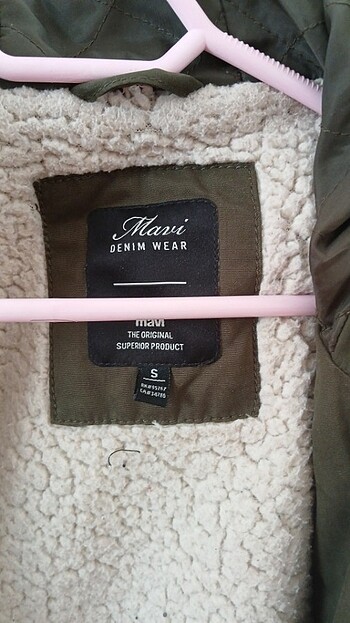 Mavi
DENIM WEAR
mavi
THE ORIGINAL
SUPERIOR PRODUCT
S